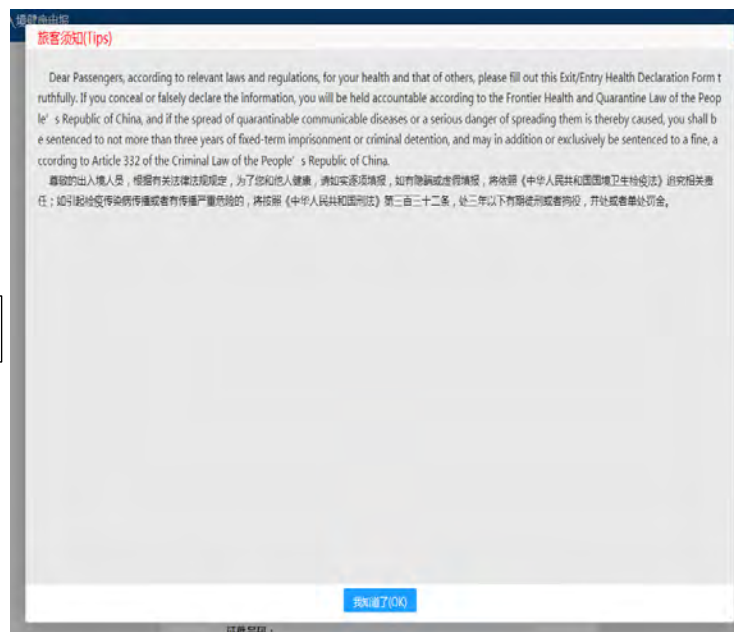 境健康申报
旅客须知(Tips)
Dear Passengers, according to relevant laws and regulations, for your health and that of others, please fill out this Exit/Entry Health Declaration Form t
ruthfully. If you conceal or falsely declare the information, you will be held accountable according to the Frontier Health and Quarantine Law of the Peop
le' s Republic of China, and if the spread of quarantinable communicable diseases or a serious danger of spreading them is thereby caused, you shall b
e sentenced to not more than three years of fixed-term imprisonment or criminal detention, and may in addition or exclusively be sentenced to a fine, a
ccording to Article 332 of the Criminal Law of the People' s Republic of China.
尊敬的出入境人员，根据有关法律法规规定，为了您和他人健康，请如实逐项填报，如有隐瞒或虚假填报，将依照《中华人民共和国国境卫生检疫法》追究相关责
任；如引起检疫传染病传播或者有传播严重危险的，将按照《中华人民共和国刑法》第三百三十二条，处三年以下有期徒刑或者拘役，并处或者单处罚金。
我知道了(OK)